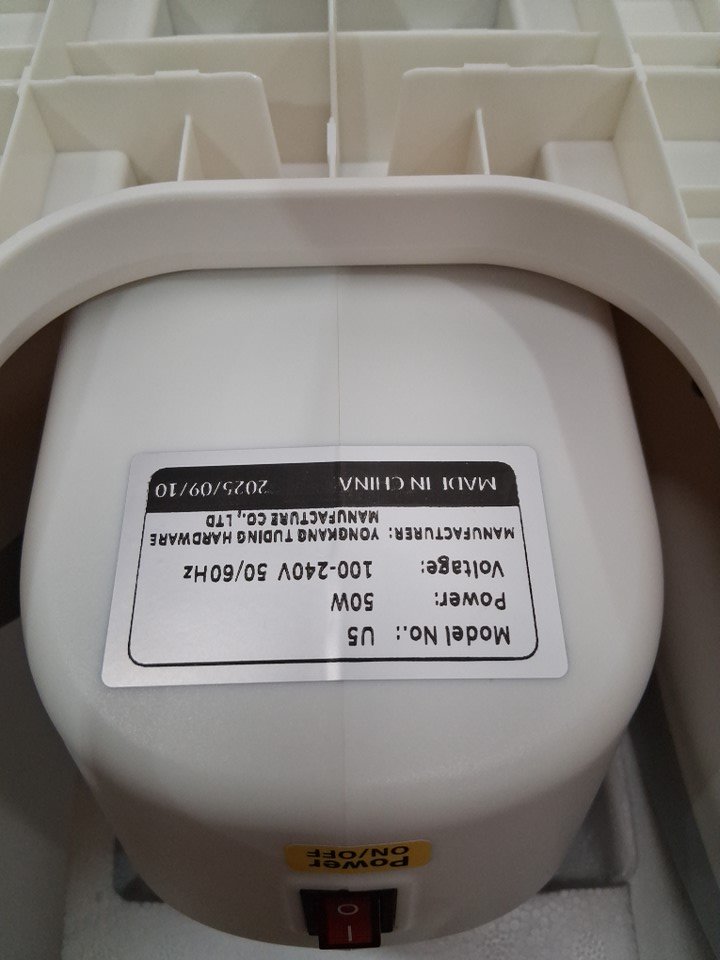 Model No.: U5
Power: 50W
Voltage: 100-240V 50/60Hz
MANUFACTURER: YONGKANG TUDING HARDWARE
MANUFACTURE CO., LTD
MADE IN CHINA 2025/09/10
Power
ON/OFF